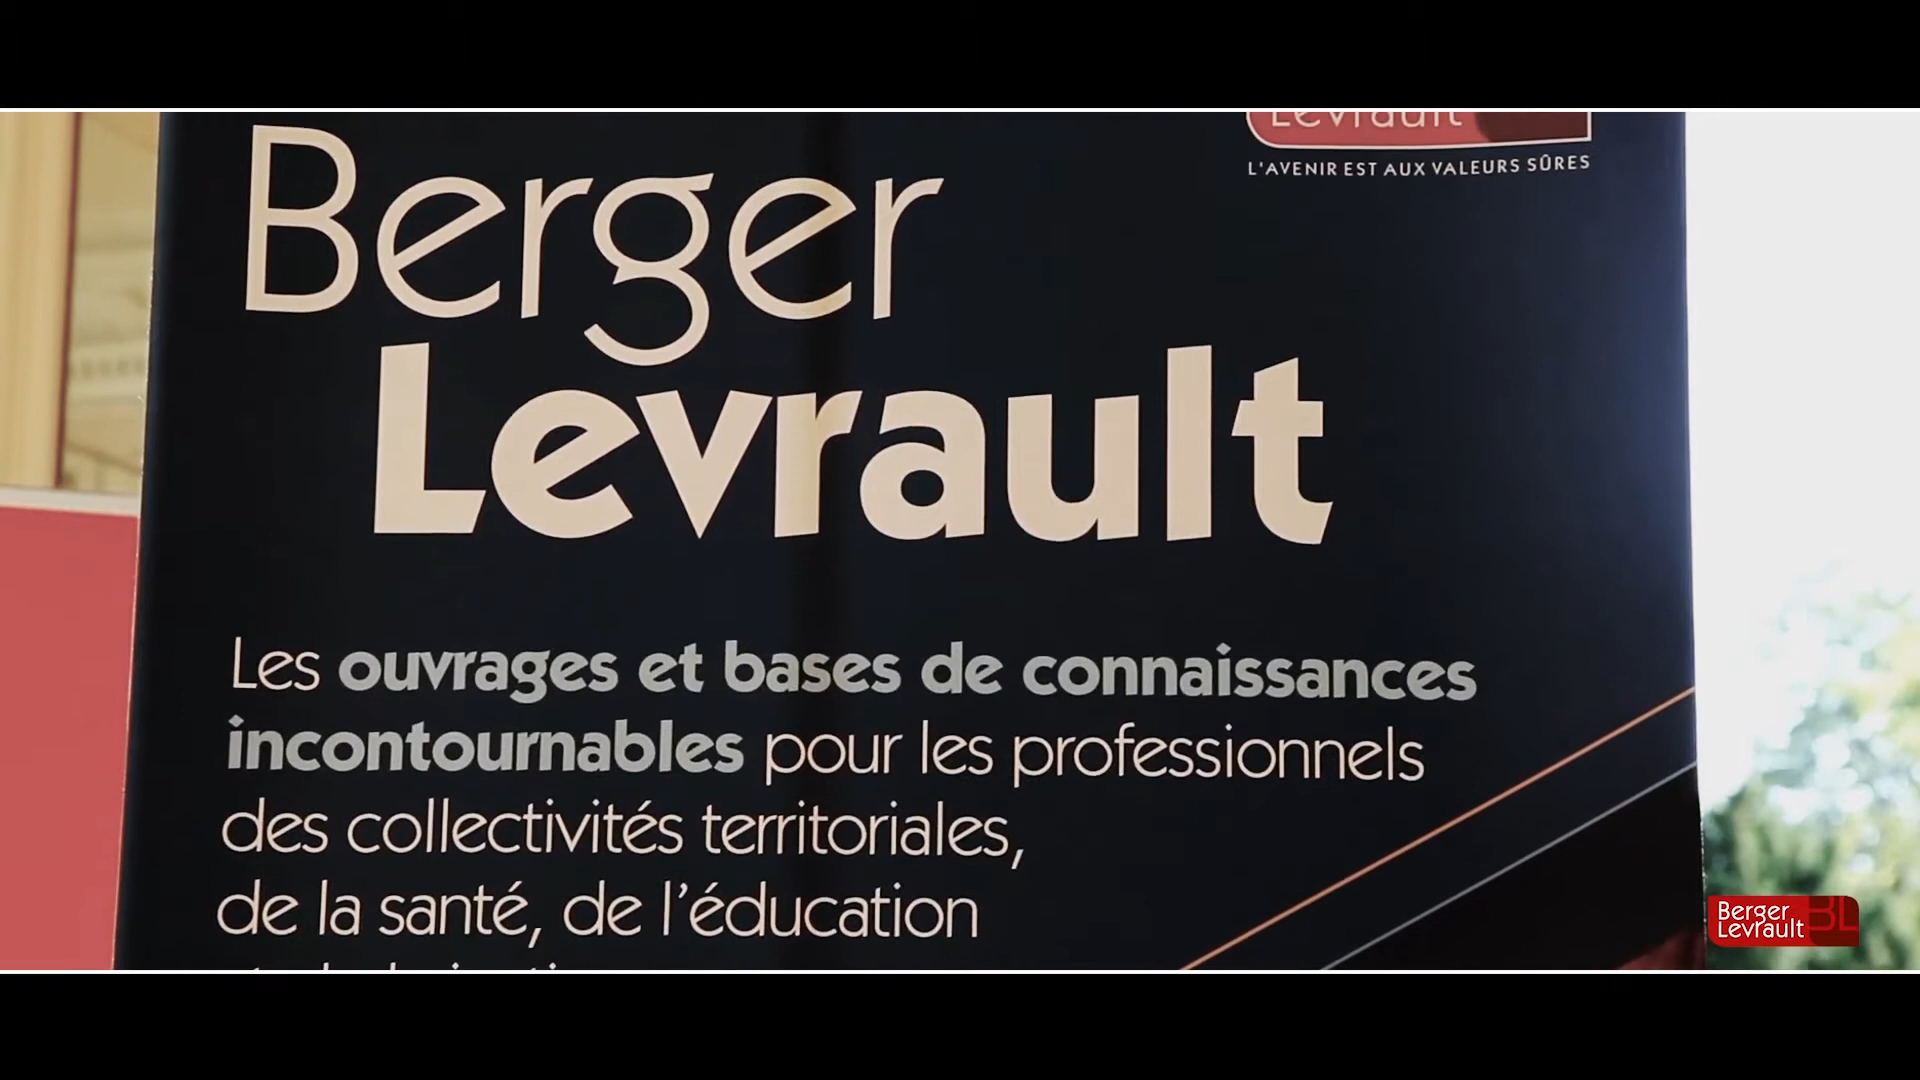 Levrault
L'AVENIR EST AUX VALEURS SÛRES
Berger
Levrault
Les ouvrages et bases de connaissances
incontournables pour les professionnels
des collectivités territoriales,
de la santé, de l'éducation
Berger
Levrault
BL